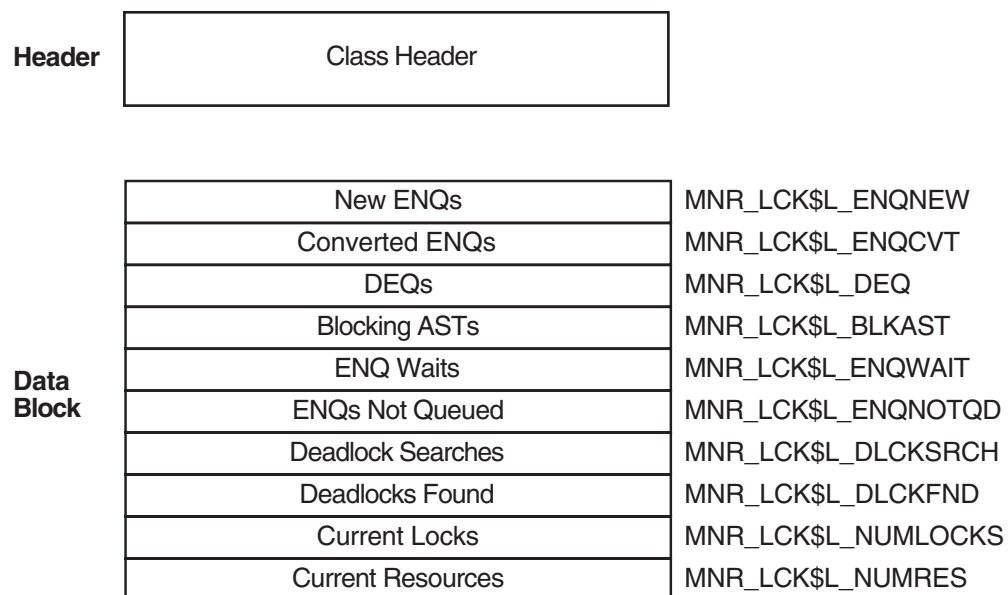 Header
Class Header
New ENQs MNR_LCK$L_ENQNEW
Converted ENQs MNR_LCK$L_ENQCVT
DEQs MNR_LCK$L_DEQ
Blocking ASTs MNR_LCK$L_BLKAST
ENQ Waits MNR_LCK$L_ENQWAIT
Data
Block
ENQs Not Queued MNR_LCK$L_ENQNOTQD
Deadlock Searches MNR_LCK$L_DLCKSRCH
Deadlocks Found MNR_LCK$L_DLCKFND
Current Locks MNR_LCK$L_NUMLOCKS
Current Resources MNR_LCK$L_NUMRES